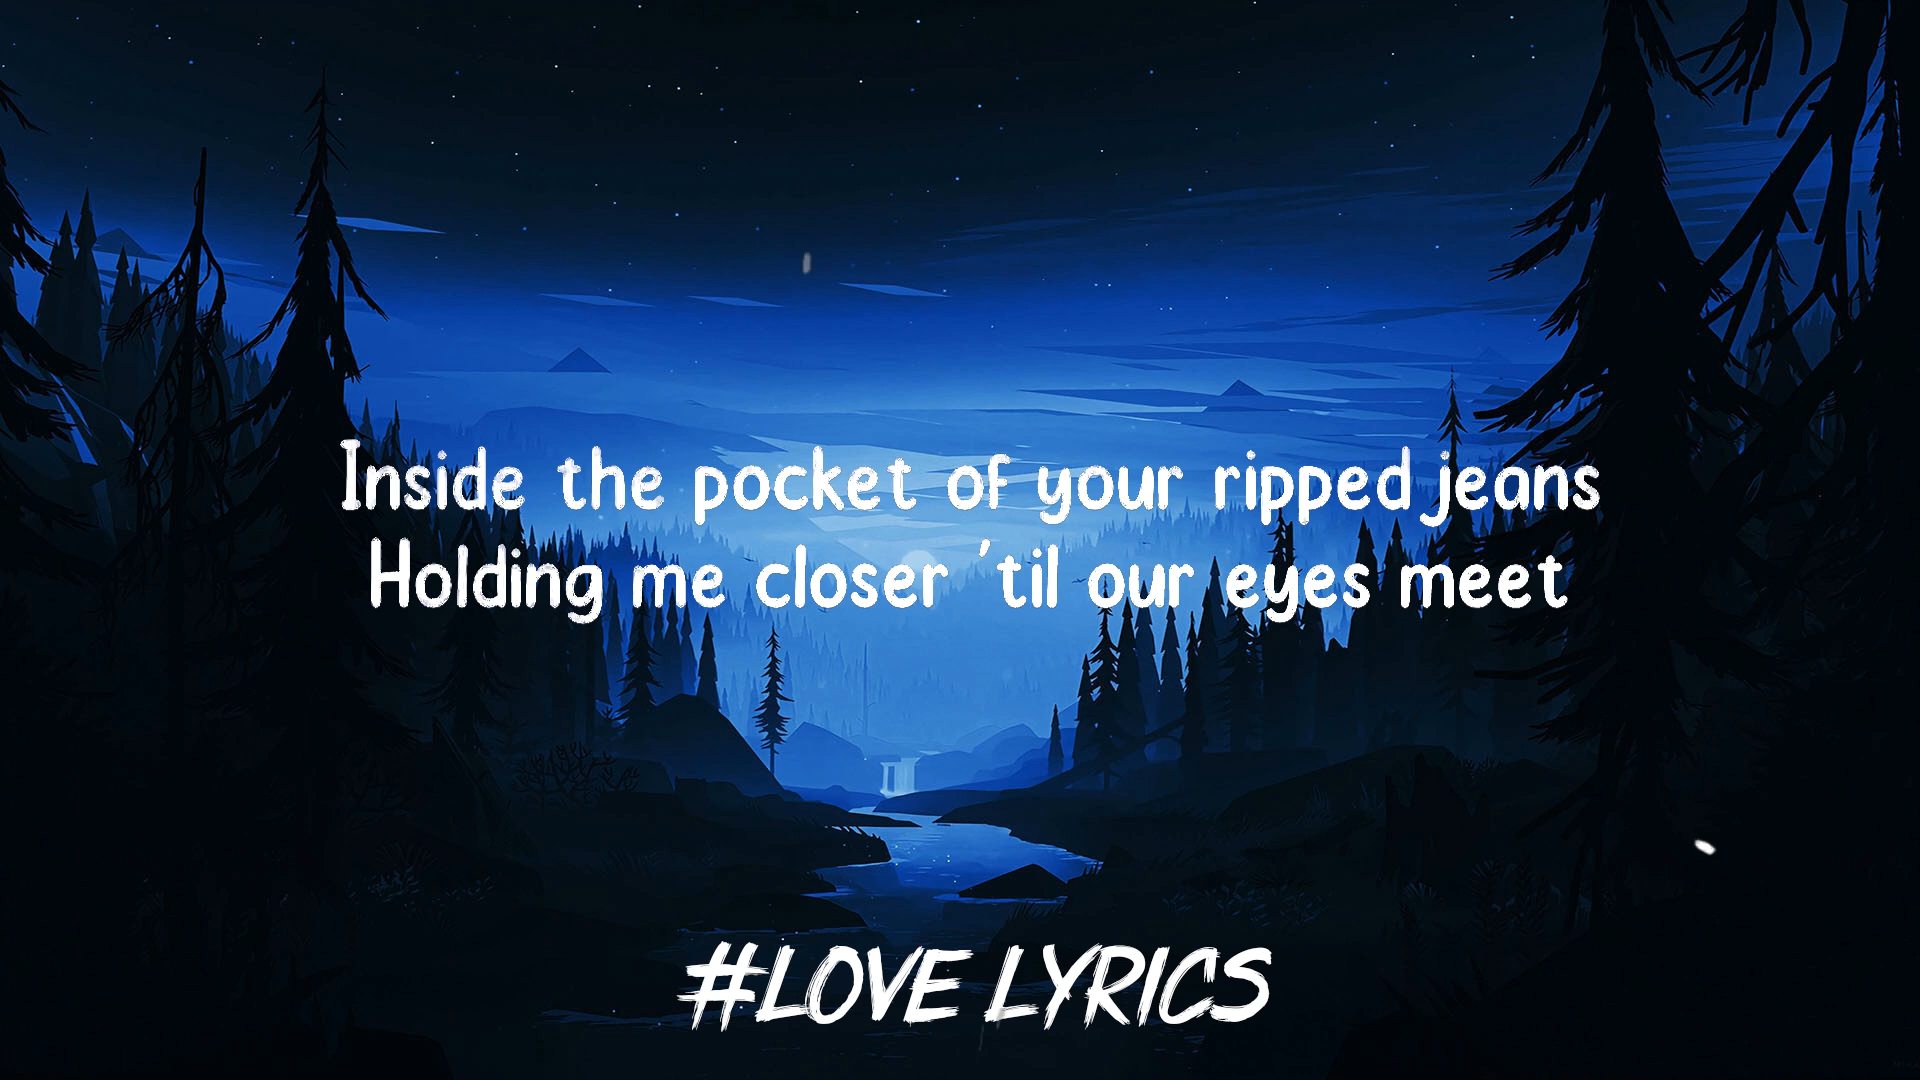 Inside the pocket of your ripped jeans
Holding me closer 'til our eyes meet
#LOVE LYRICS